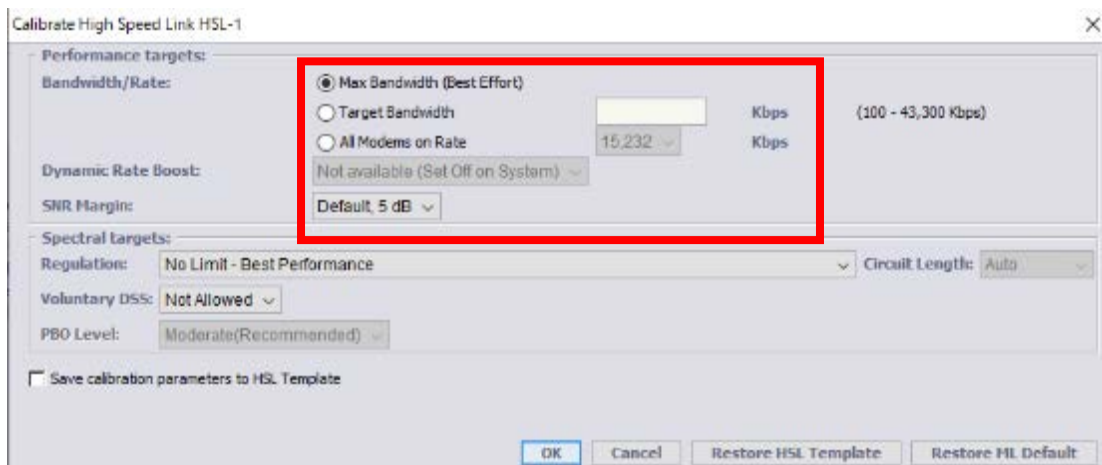 Calibrate High Speed Link HSL-1
Performance targets:
Bandwidth/Rate: Max Bandwidth (Best Effort)
Target Bandwidth Kbps (100 - 43,300 Kbps)
All Modems on Rate 15,232 Kbps
Dynamic Rate Boost: Not available (Set Off on System)
SNR Margin: Default, 5 dB
Spectral targets:
Regulation: No Limit - Best Performance Circuit Length: Auto
Voluntary DSS: Not Allowed
PBO Level: Moderate(Recommended)
Save calibration parameters to HSL Template
OK Cancel Restore HSL Template Restore ML Default